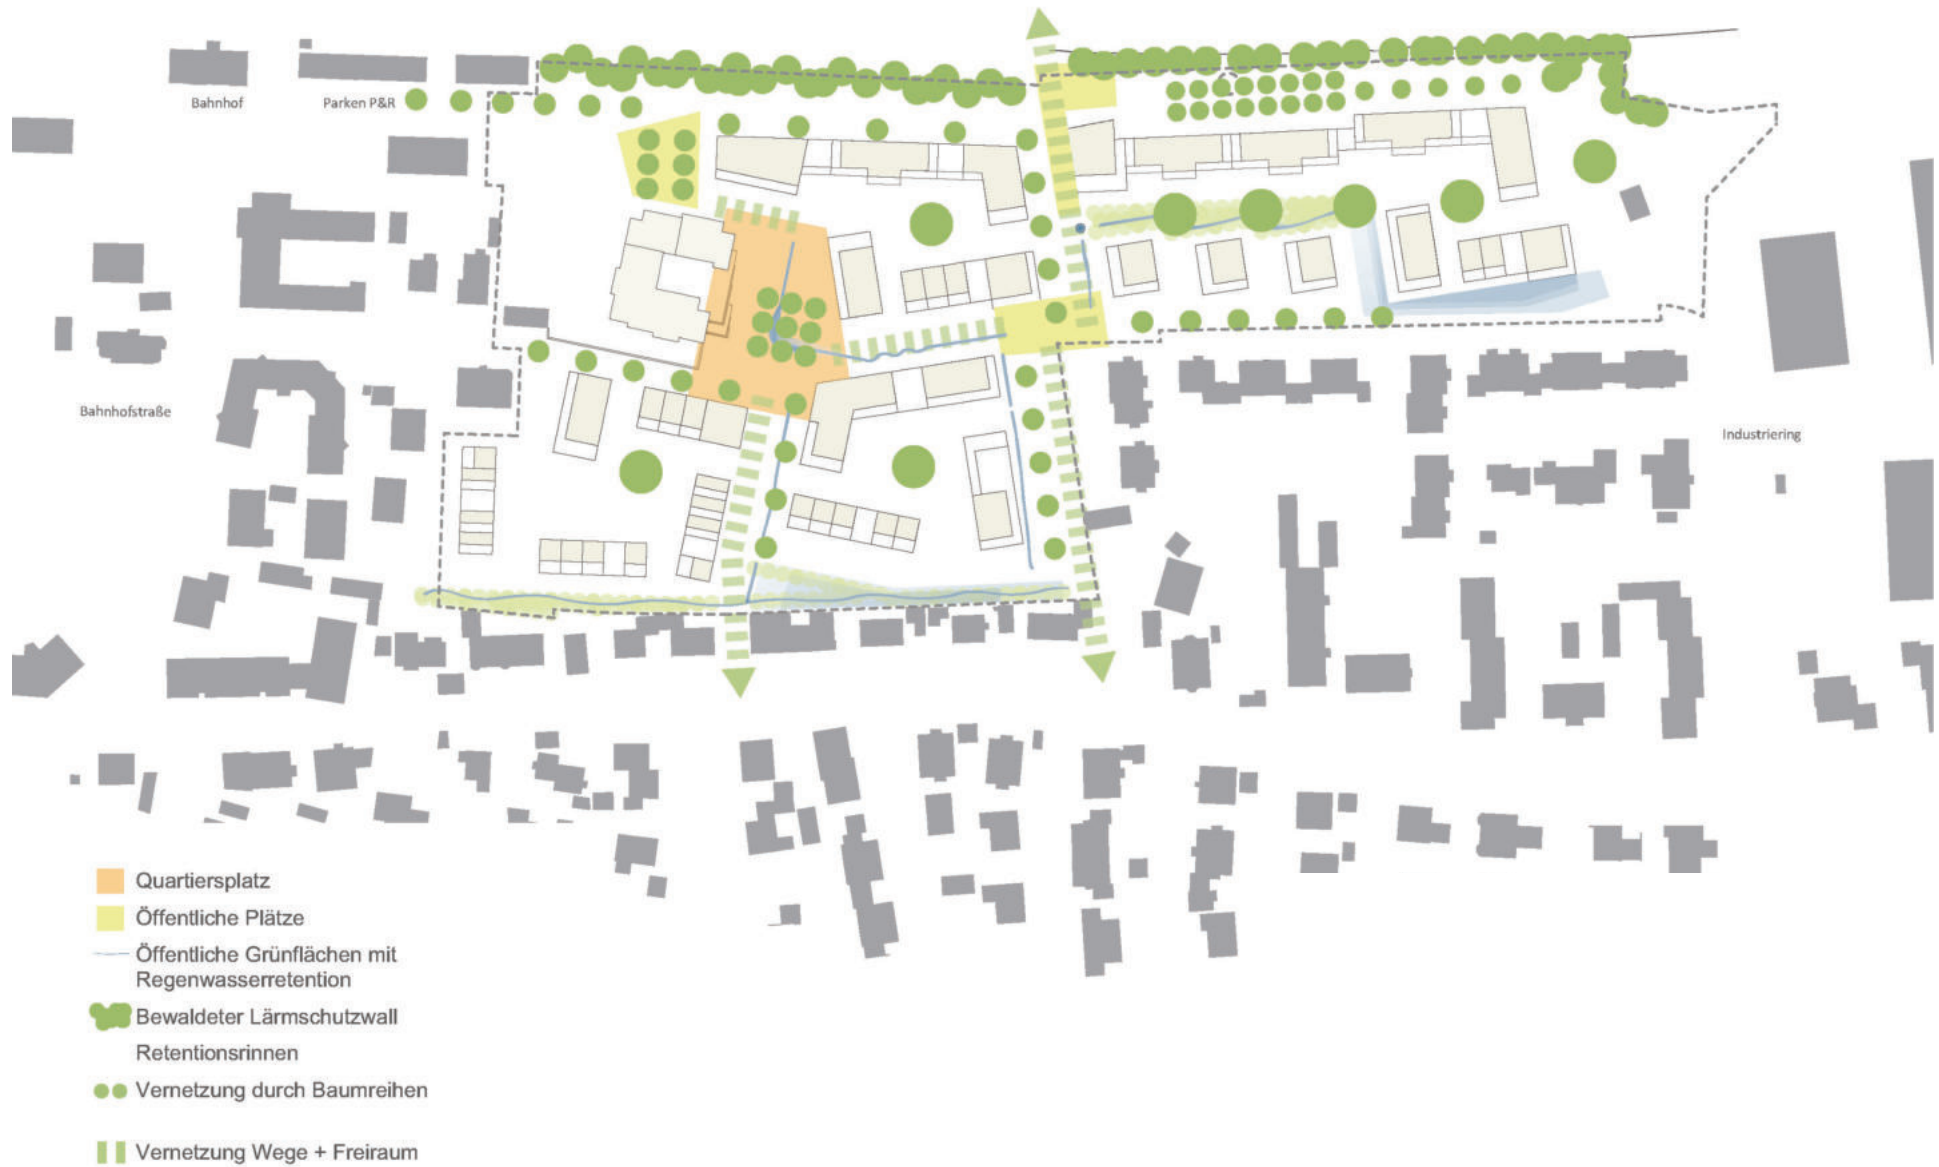 Bahnhof
Parken P&R
Bahnhofstraße
Industriering
Quartiersplatz
Öffentliche Plätze
Öffentliche Grünflächen mit
Regenwasserretention
Bewaldeter Lärmschutzwall
Retentionsrinnen
Vernetzung durch Baumreihen
Vernetzung Wege + Freiraum